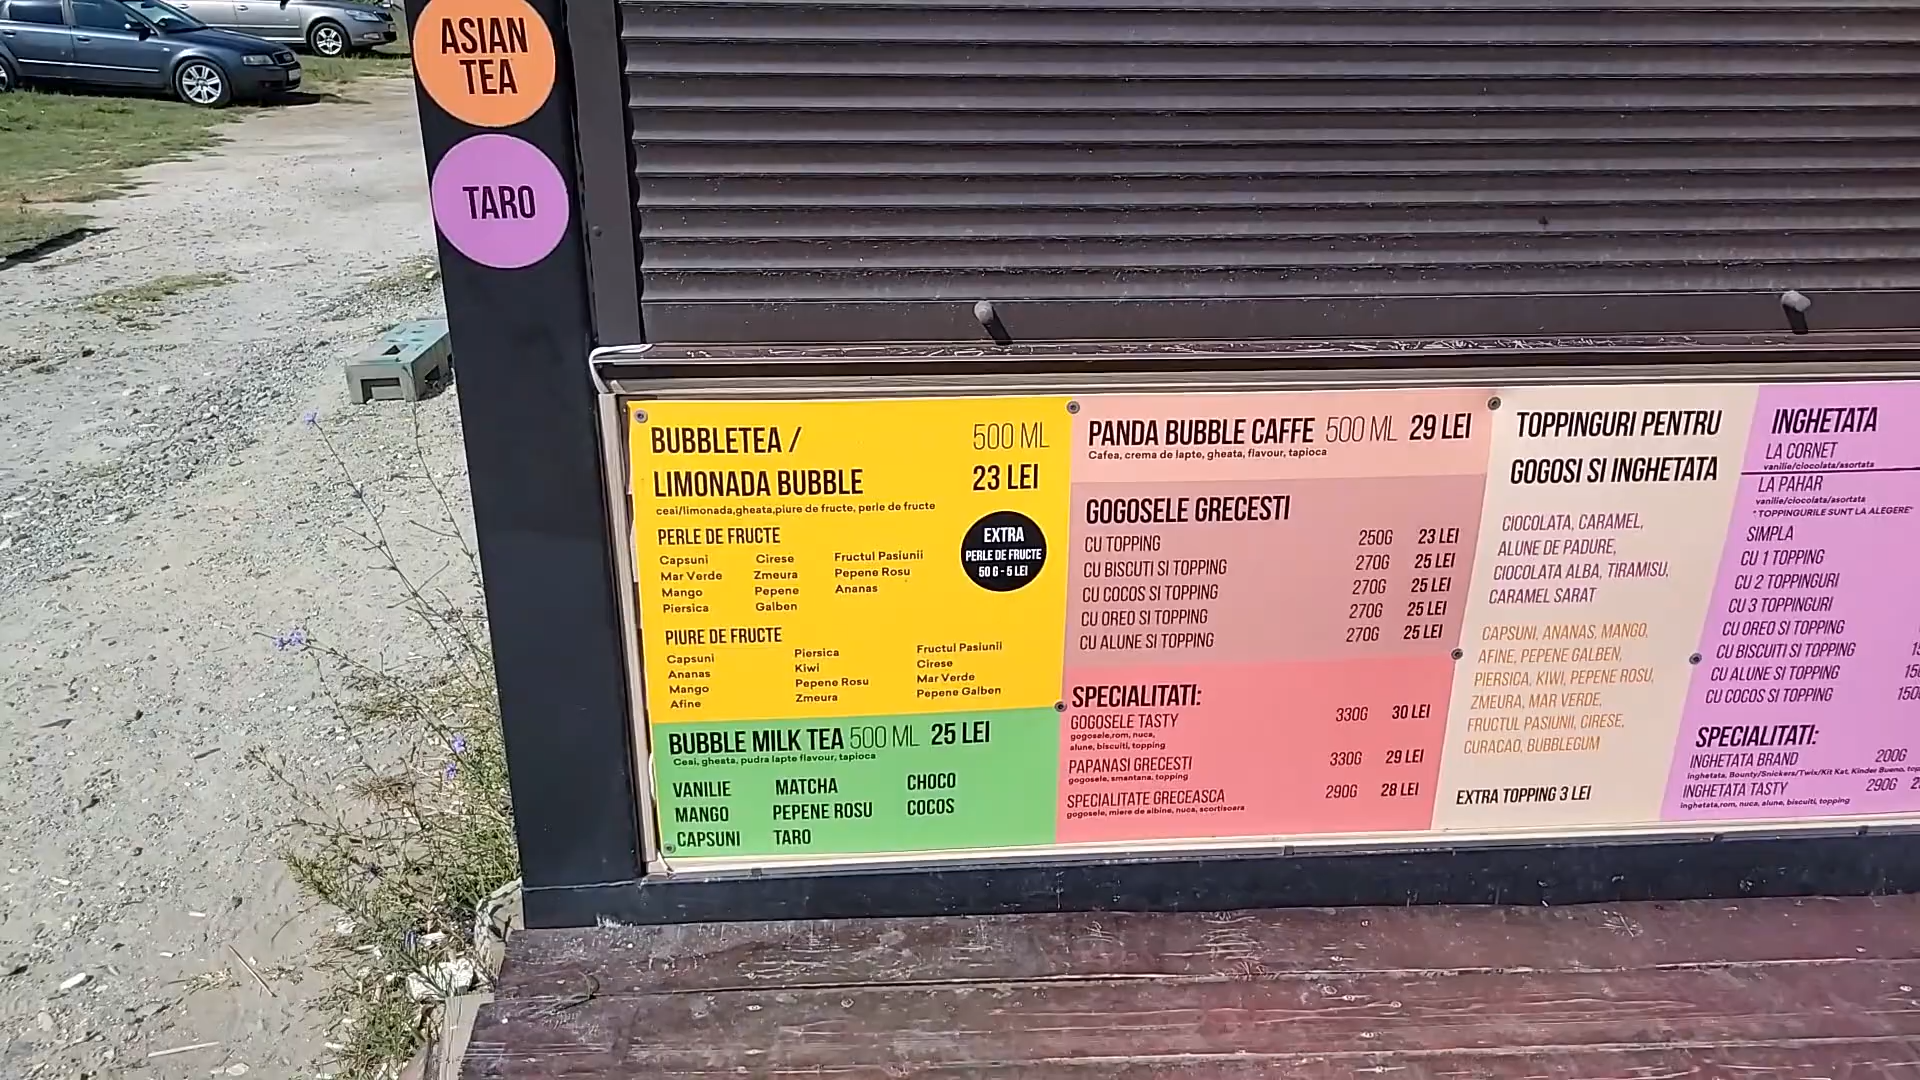 ASIAN
TEA
TARO
BUBBLETEA / 500 ML
LIMONADA BUBBLE 23 LEI
ceai/limonada,gheata,piure de fructe, perle de fructe
PERLE DE FRUCTE
Capsuni Cirese Fructul Pasiunii
Mar Verde Zmeura Pepene Rosu
Mango Pepene Ananas
Piersica Galben
EXTRA
PERLE DE FRUCTE
50 G - 5 LEI
PIURE DE FRUCTE
Capsuni Piersica Fructul Pasiunii
Ananas Kiwi Cirese
Mango Pepene Rosu Mar Verde
Afine Zmeura Pepene Galben
BUBBLE MILK TEA 500 ML 25 LEI
Ceai, gheata, pudra lapte flavour, tapioca
VANILIE MATCHA CHOCO
MANGO PEPENE ROSU COCOS
CAPSUNI TARO
PANDA BUBBLE CAFFE 500 ML 29 LEI
Cafea, crema de lapte, gheata, flavour, tapioca
GOGOSELE GRECESTI
CU TOPPING 250G 23 LEI
CU BISCUTI SI TOPPING 270G 25 LEI
CU COCOS SI TOPPING 270G 25 LEI
CU OREO SI TOPPING 270G 25 LEI
CU ALUNE SI TOPPING 270G 25 LEI
SPECIALITATI:
GOGOSELE TASTY 330G 30 LEI
gogosele,rom, nuca,
alune, biscuiti, topping
PAPANASI GRECESTI 330G 29 LEI
gogosele, smantana, topping
SPECIALITATE GRECEASCA 290G 28 LEI
gogosele, miere de albine, nuca, scortisoara
TOPPINGURI PENTRU
GOGOSI SI INGHETATA
CIOCOLATA, CARAMEL,
ALUNE DE PADURE,
CIOCOLATA ALBA, TIRAMISU,
CARAMEL SARAT
CAPSUNI, ANANAS, MANGO,
AFINE, PEPENE GALBEN,
PIERSICA, KIWI, PEPENE ROSU,
ZMEURA, MAR VERDE,
FRUCTUL PASIUNII, CIRESE,
CURACAO, BUBBLEGUM
EXTRA TOPPING 3 LEI
INGHETATA
LA CORNET
vanilie/ciocolata/asortata
LA PAHAR
vanilie/ciocolata/asortata
* TOPPINGURILE SUNT LA ALEGERE*
SIMPLA
CU 1 TOPPING
CU 2 TOPPINGURI
CU 3 TOPPINGURI
CU OREO SI TOPPING
CU BISCUITI SI TOPPING
CU ALUNE SI TOPPING
CU COCOS SI TOPPING
SPECIALITATI:
INGHETATA BRAND 200G
Inghetata, Bounty/Snickers/Twix/Kit Kat, Kinder Bueno,
INGHETATA TASTY 290G
Inghetata,rom, nuca, alune, biscuiti, topping